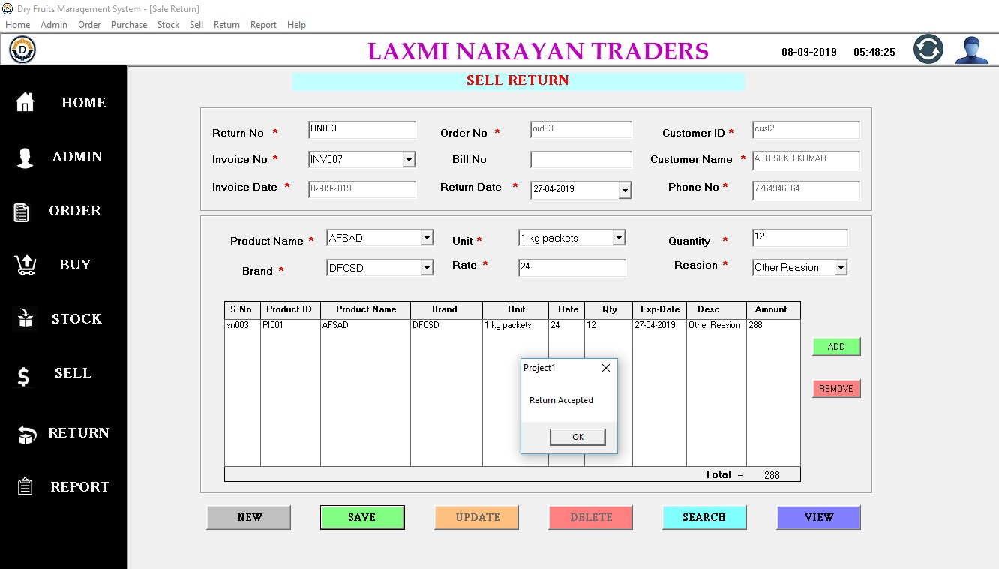 Dry Fruits Management System - [Sale Return]
Home Admin Order Purchase Stock Sell Return Report Help
D LAXMI NARAYAN TRADERS 08-09-2019 05:48:25
SELL RETURN
HOME
ADMIN
ORDER
BUY
STOCK
SELL
RETURN
REPORT
Return No * RN003 Order No * ord03 Customer ID * cust2
Invoice No * INV007 Bill No Customer Name * ABHISEKH KUMAR
Invoice Date * 02-09-2019 Return Date * 27-04-2019 Phone No * 7764946864
Product Name * AFSAD Unit * 1 kg packets Quantity * 12
Brand * DFCSD Rate * 24 Reasion * Other Reasion
S No Product ID Product Name Brand Unit Rate Qty Exp-Date Desc Amount
sn003 PI001 AFSAD DFCSD 1 kg packets 24 12 27-04-2019 Other Reasion 288
ADD
REMOVE
Project1
Return Accepted
OK
Total = 288
NEW SAVE UPDATE DELETE SEARCH VIEW